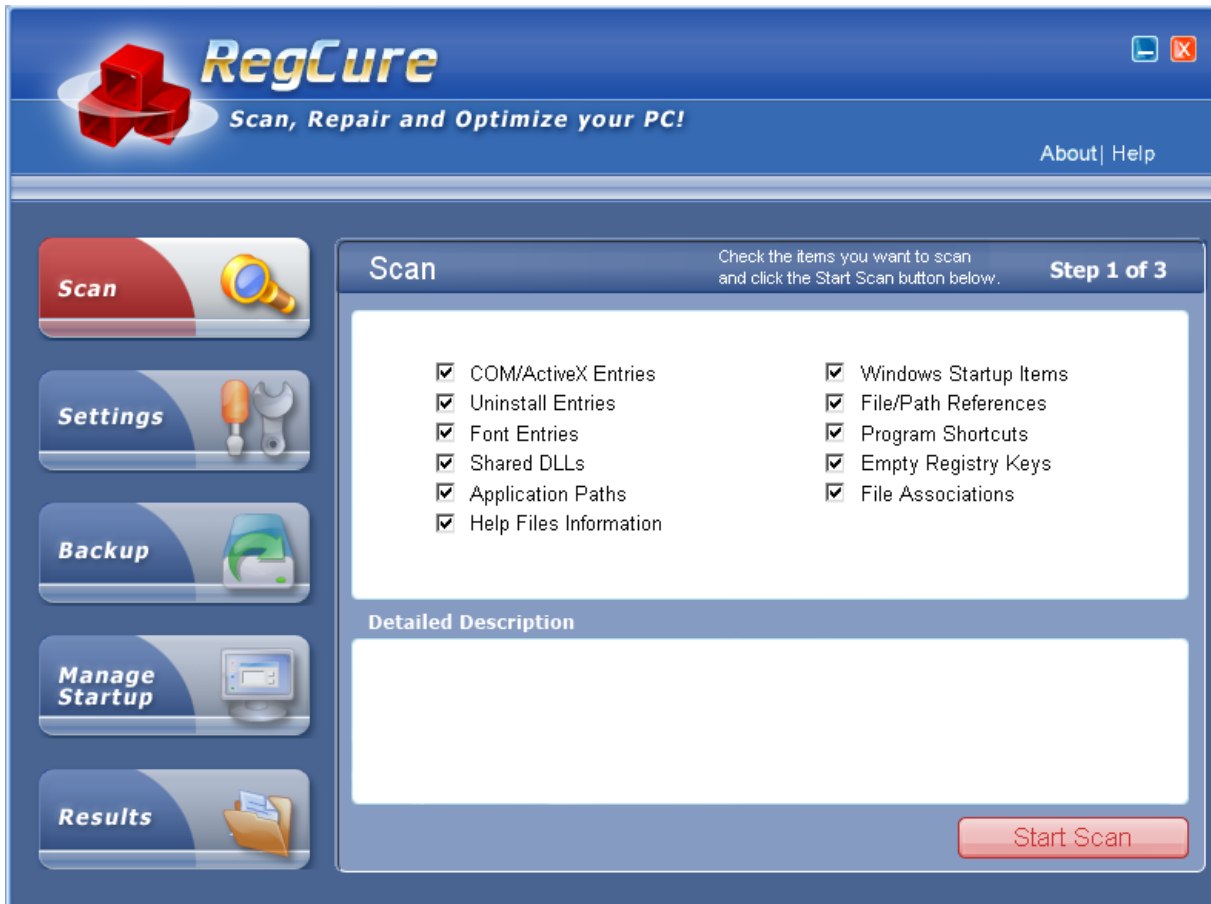 RegCure
Scan, Repair and Optimize your PC!
About| Help
Scan
Settings
Backup
Manage
Startup
Results
Scan
Check the items you want to scan
and click the Start Scan button below.
Step 1 of 3
COM/ActiveX Entries
Uninstall Entries
Font Entries
Shared DLLs
Application Paths
Help Files Information
Windows Startup Items
File/Path References
Program Shortcuts
Empty Registry Keys
File Associations
Detailed Description
Start Scan